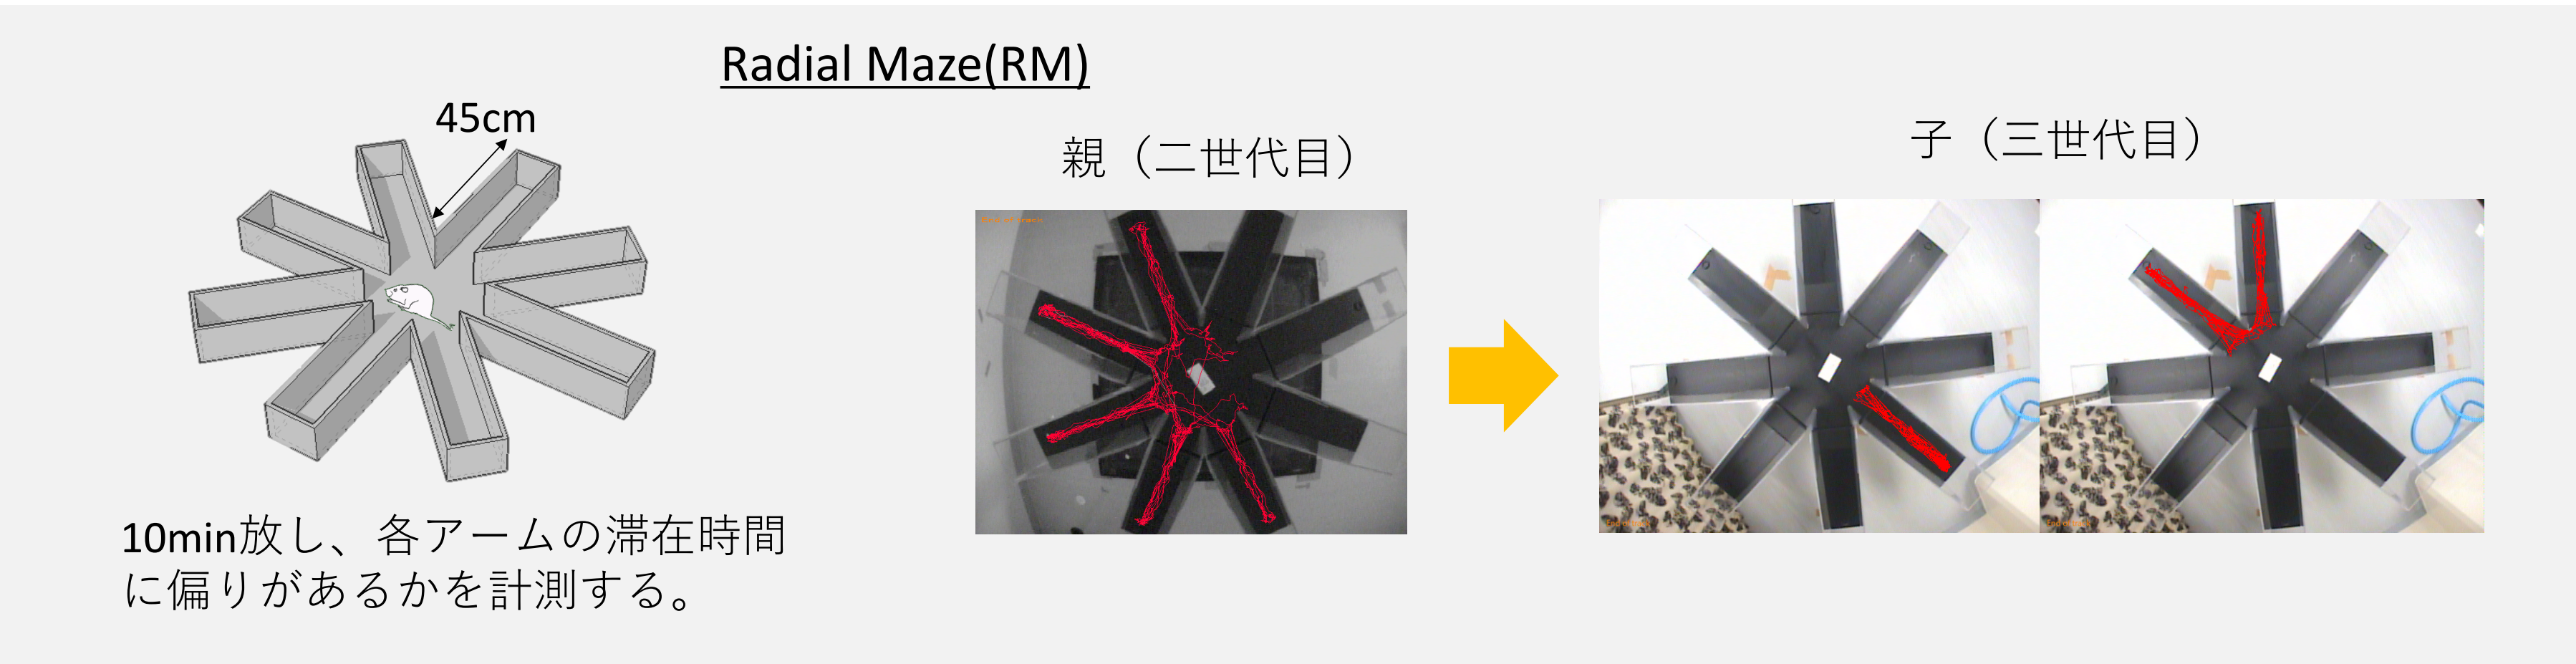 Radial Maze(RM)
45cm
親（二世代目）
子（三世代目）
10min放し、各アームの滞在時間
に偏りがあるかを計測する。